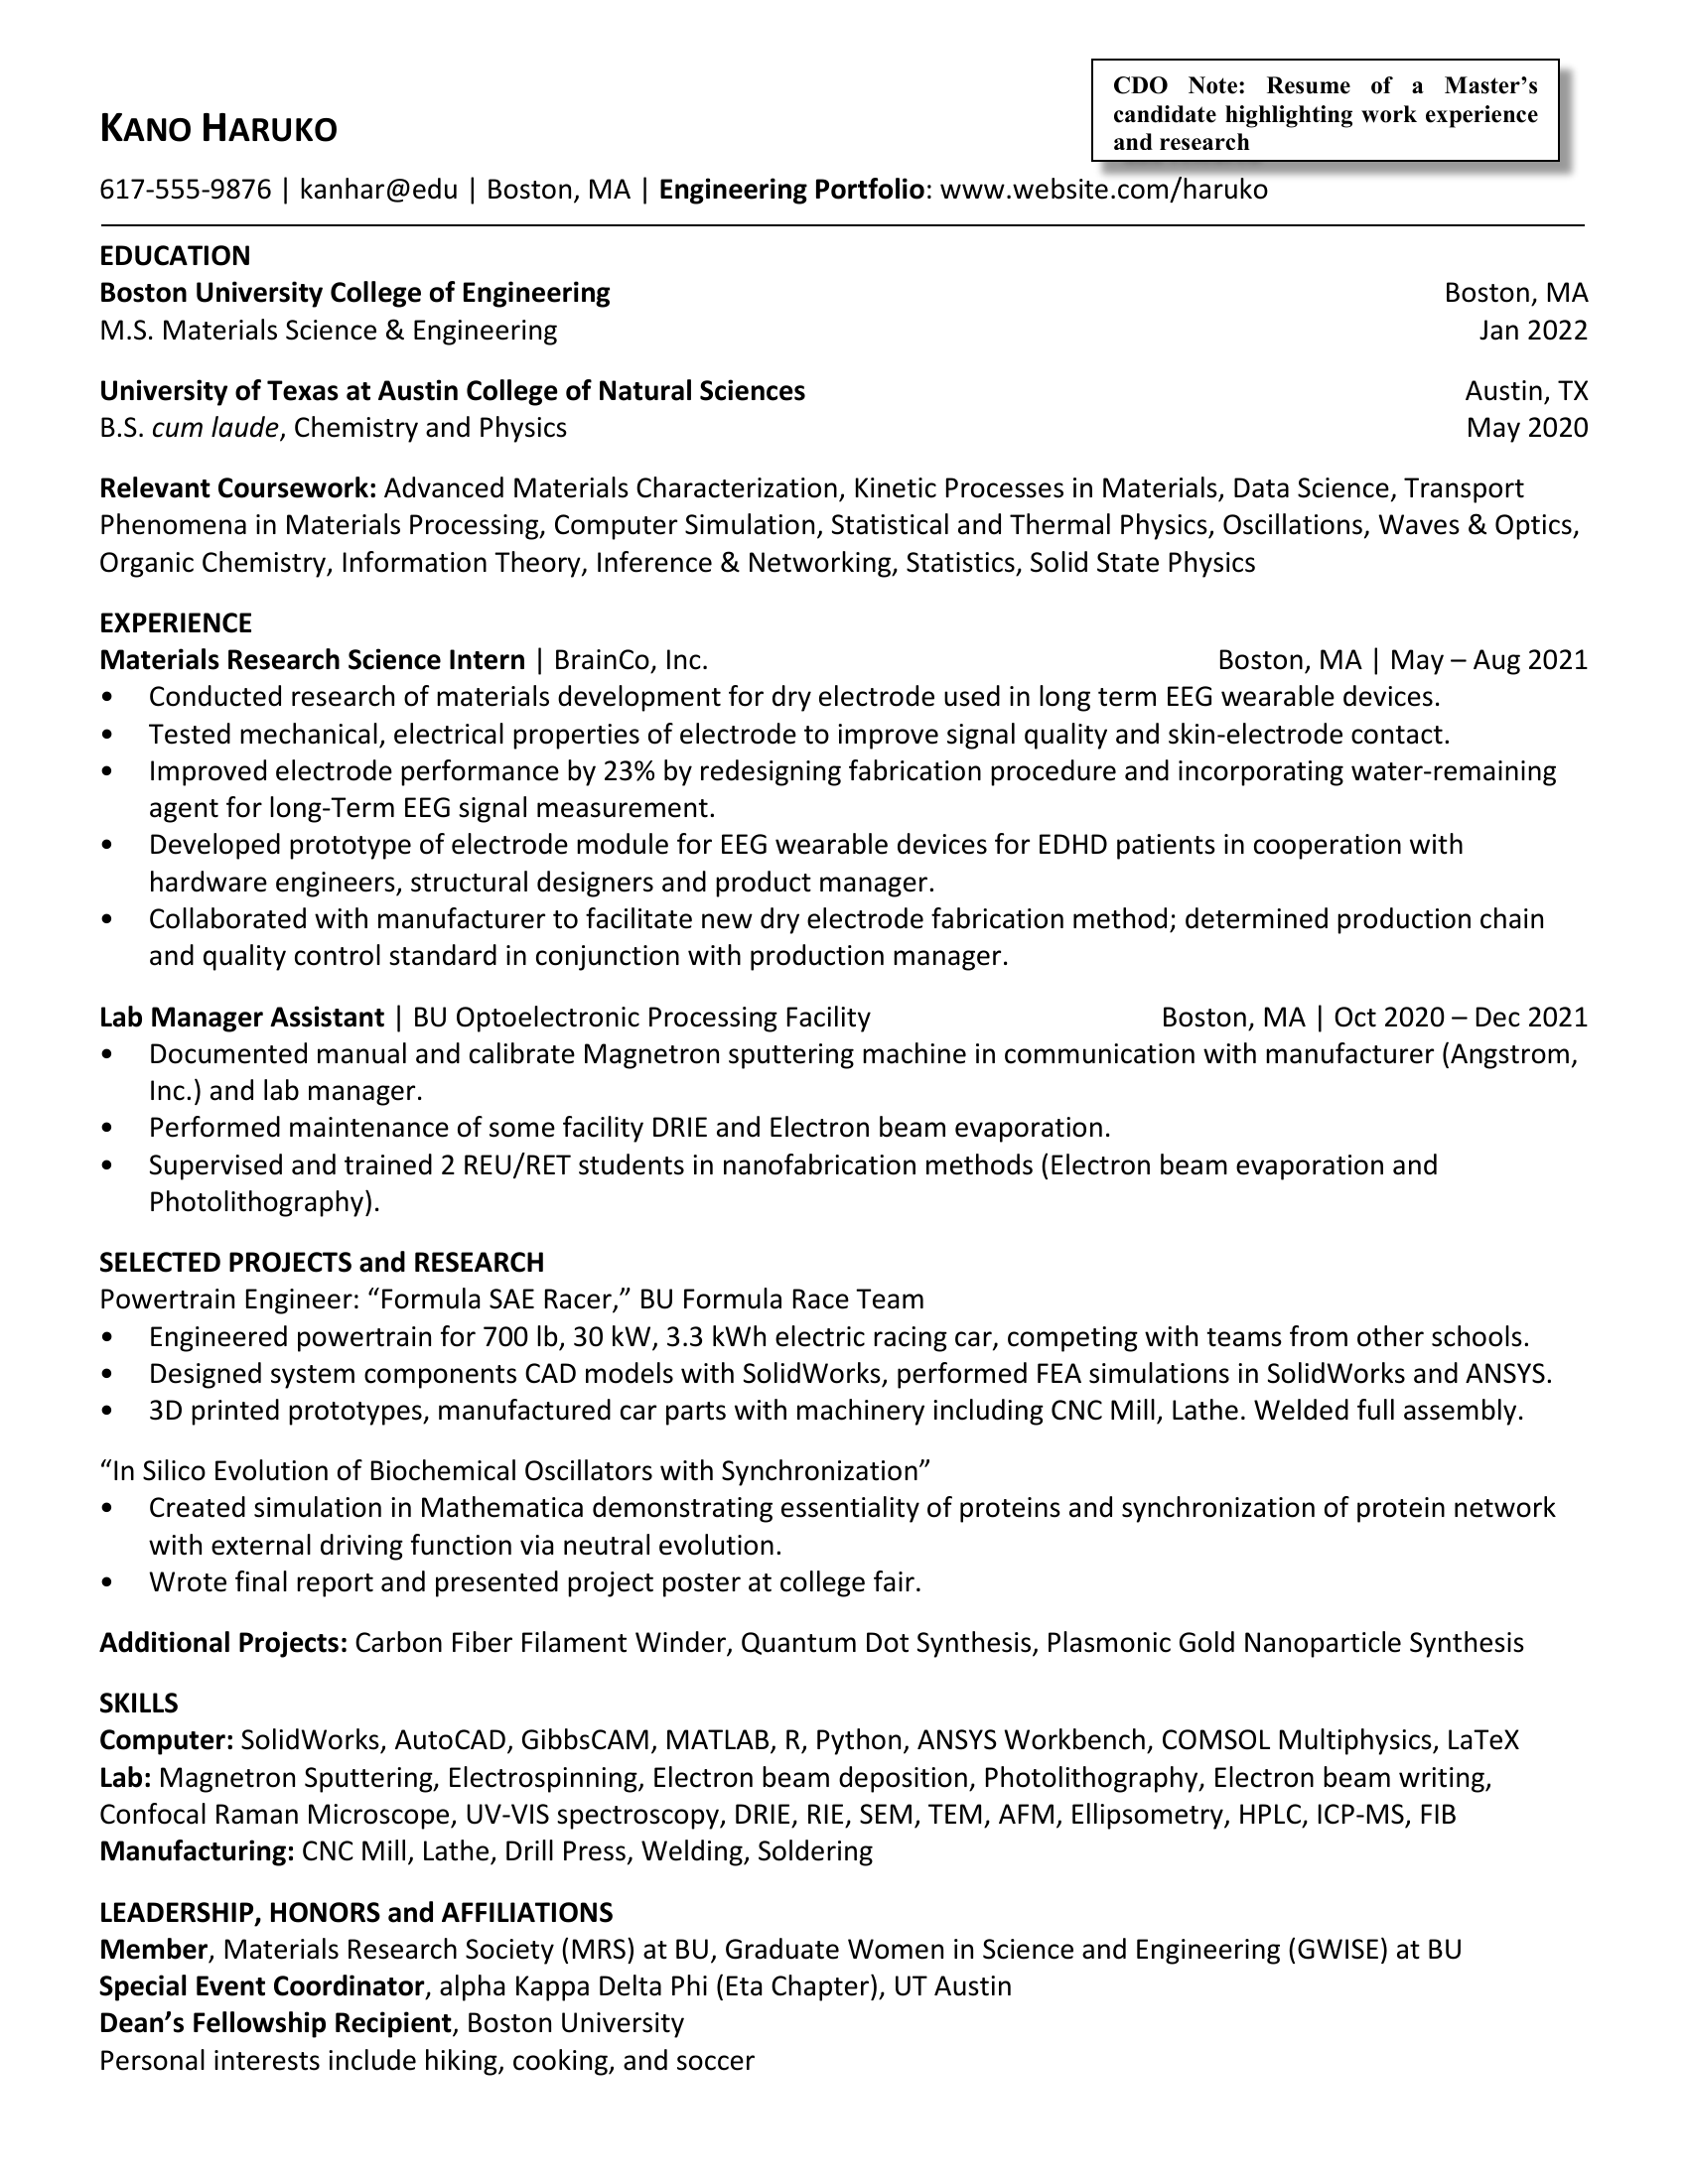 CDO Note: Resume of a Master’s
candidate highlighting work experience
and research
KANO HARUKO
617-555-9876 | kanhar@edu | Boston, MA | Engineering Portfolio: www.website.com/haruko
EDUCATION
Boston University College of Engineering Boston, MA
M.S. Materials Science & Engineering Jan 2022
University of Texas at Austin College of Natural Sciences Austin, TX
B.S. cum laude, Chemistry and Physics May 2020
Relevant Coursework: Advanced Materials Characterization, Kinetic Processes in Materials, Data Science, Transport
Phenomena in Materials Processing, Computer Simulation, Statistical and Thermal Physics, Oscillations, Waves & Optics,
Organic Chemistry, Information Theory, Inference & Networking, Statistics, Solid State Physics
EXPERIENCE
Materials Research Science Intern | BrainCo, Inc. Boston, MA | May – Aug 2021
• Conducted research of materials development for dry electrode used in long term EEG wearable devices.
• Tested mechanical, electrical properties of electrode to improve signal quality and skin-electrode contact.
• Improved electrode performance by 23% by redesigning fabrication procedure and incorporating water-remaining
agent for long-Term EEG signal measurement.
• Developed prototype of electrode module for EEG wearable devices for EDHD patients in cooperation with
hardware engineers, structural designers and product manager.
• Collaborated with manufacturer to facilitate new dry electrode fabrication method; determined production chain
and quality control standard in conjunction with production manager.
Lab Manager Assistant | BU Optoelectronic Processing Facility Boston, MA | Oct 2020 – Dec 2021
• Documented manual and calibrate Magnetron sputtering machine in communication with manufacturer (Angstrom,
Inc.) and lab manager.
• Performed maintenance of some facility DRIE and Electron beam evaporation.
• Supervised and trained 2 REU/RET students in nanofabrication methods (Electron beam evaporation and
Photolithography).
SELECTED PROJECTS and RESEARCH
Powertrain Engineer: “Formula SAE Racer,” BU Formula Race Team
• Engineered powertrain for 700 lb, 30 kW, 3.3 kWh electric racing car, competing with teams from other schools.
• Designed system components CAD models with SolidWorks, performed FEA simulations in SolidWorks and ANSYS.
• 3D printed prototypes, manufactured car parts with machinery including CNC Mill, Lathe. Welded full assembly.
“In Silico Evolution of Biochemical Oscillators with Synchronization”
• Created simulation in Mathematica demonstrating essentiality of proteins and synchronization of protein network
with external driving function via neutral evolution.
• Wrote final report and presented project poster at college fair.
Additional Projects: Carbon Fiber Filament Winder, Quantum Dot Synthesis, Plasmonic Gold Nanoparticle Synthesis
SKILLS
Computer: SolidWorks, AutoCAD, GibbsCAM, MATLAB, R, Python, ANSYS Workbench, COMSOL Multiphysics, LaTeX
Lab: Magnetron Sputtering, Electrospinning, Electron beam deposition, Photolithography, Electron beam writing,
Confocal Raman Microscope, UV-VIS spectroscopy, DRIE, RIE, SEM, TEM, AFM, Ellipsometry, HPLC, ICP-MS, FIB
Manufacturing: CNC Mill, Lathe, Drill Press, Welding, Soldering
LEADERSHIP, HONORS and AFFILIATIONS
Member, Materials Research Society (MRS) at BU, Graduate Women in Science and Engineering (GWISE) at BU
Special Event Coordinator, alpha Kappa Delta Phi (Eta Chapter), UT Austin
Dean’s Fellowship Recipient, Boston University
Personal interests include hiking, cooking, and soccer